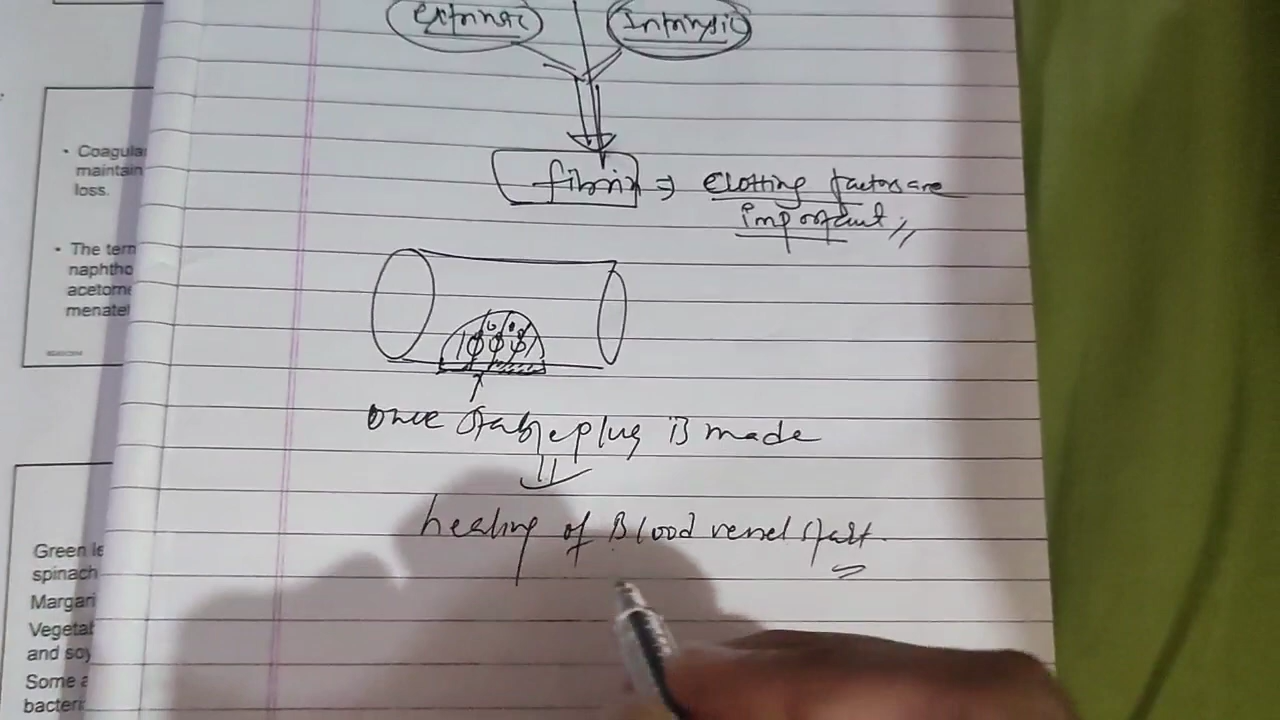 extrinsic Intrinsic
• Coagula
maintain
loss.
fibrin ⇒ Clotting factors are
important
• The term
naphtho
acetome
menatel
once stable plug is made
healing of Blood vessel start.
Green le
spinach
Margari
Vegetab
and soy
Some a
bacteri